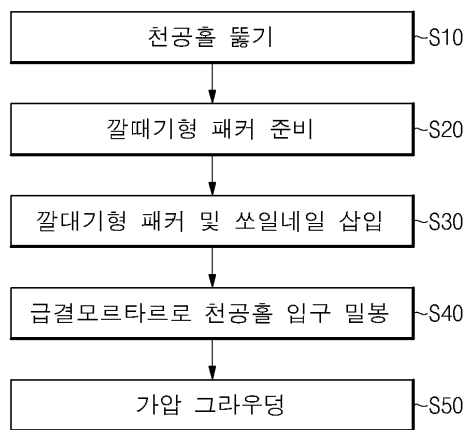 천공홀 뚫기 S10
깔때기형 패커 준비 S20
깔대기형 패커 및 쏘일네일 삽입 S30
급결모르타르로 천공홀 입구 밀봉 S40
가압 그라우덩 S50